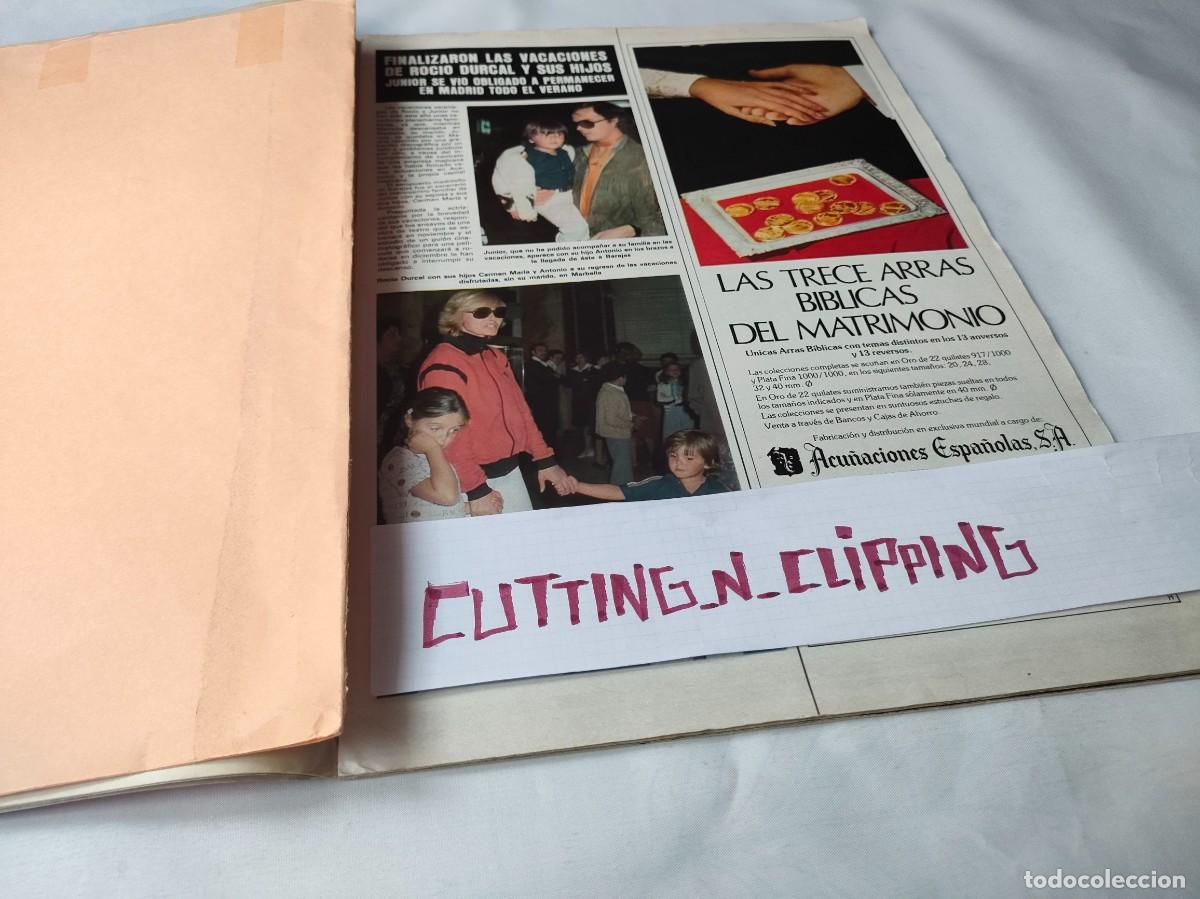 FINALIZARON LAS VACACIONES
DE ROCIO DURCAL Y SUS HIJOS
JUNIOR SE VIO OBLIGADO A PERMANECER
EN MADRID TODO EL VERANO
Junior, que no ha podido acompañar a su familia en las
vacaciones, aparece con su hijo Antonio en los brazos a
la llegada de éste a Barajas
Rocío Durcal con sus hijos Carmen María y Antonio a su regreso de las vacaciones
disfrutadas, sin su marido, en Marbella
LAS TRECE ARRAS
BIBLICAS
DEL MATRIMONIO
Unicas Arras Bíblicas con temas distintos en los 13 anversos
y 13 reversos.
Las colecciones completas se acuñan en Oro de 22 quilates 917/1000
y Plata Fina 1000/1000, en los siguientes tamaños: 20, 24, 28,
32 y 40 mm. Ø
En Oro de 22 quilates suministramos también piezas sueltas en todos
los tamaños indicados y en Plata Fina sólamente en 40 mm. Ø
Las colecciones se presentan en suntuosos estuches de regalo.
Venta a través de Bancos y Cajas de Ahorro.
Fabricación y distribución en exclusiva mundial a cargo de:
Acuñaciones Españolas, S.A.
CUTTING_N_CLIPPING
todocoleccion